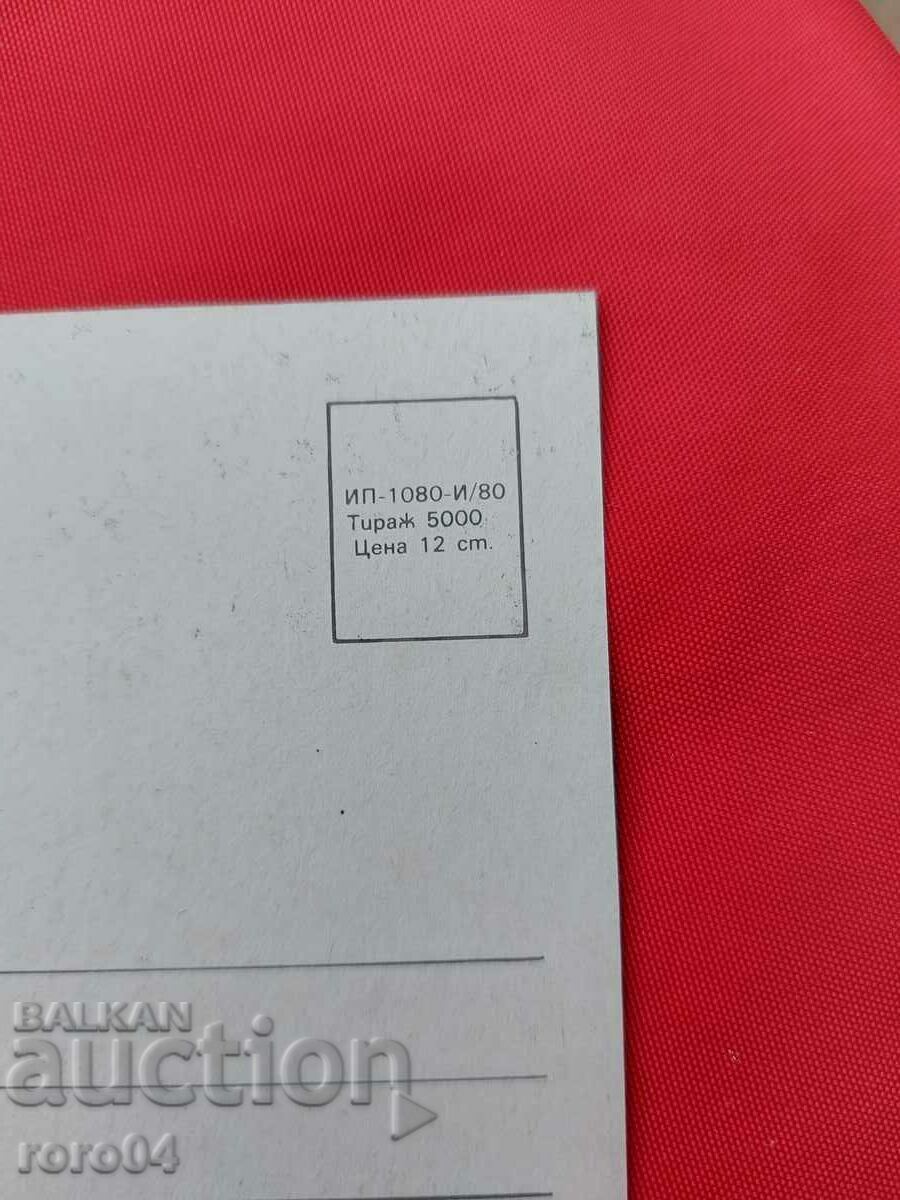 ИП-1080-И/80
Тираж 5000
Цена 12 ст.
BALKAN
auction
roro04